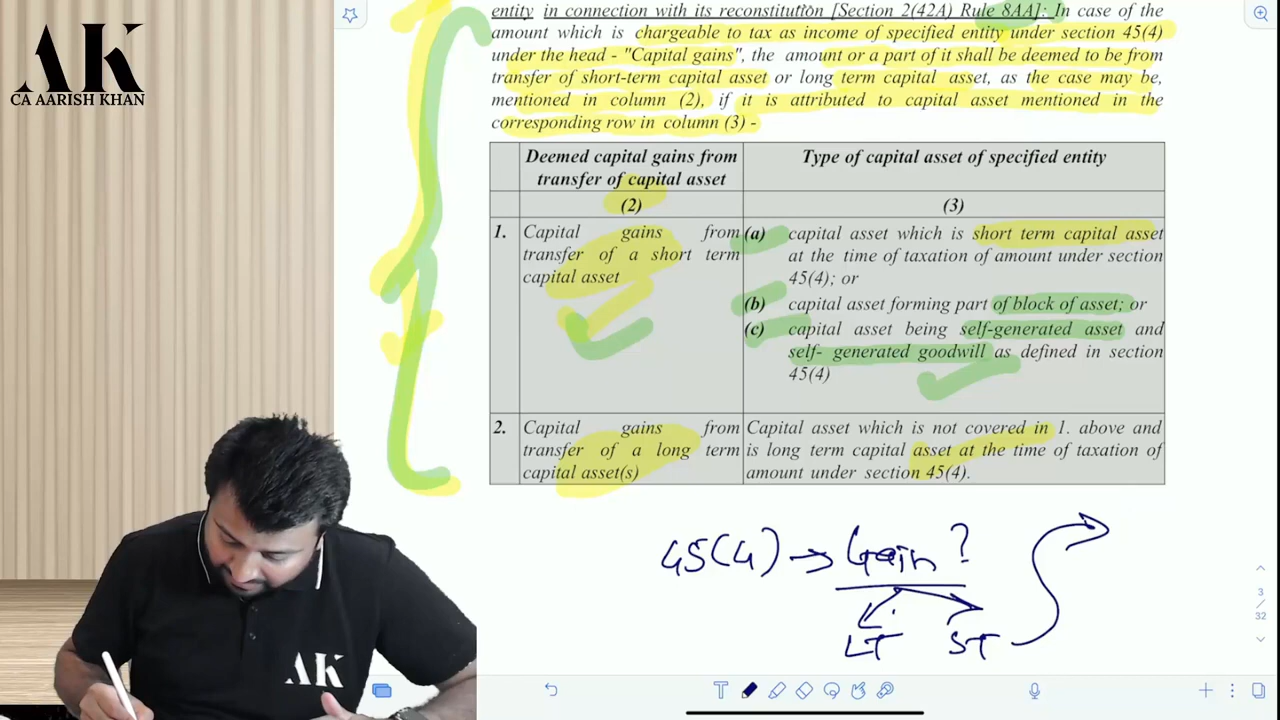 AK
CA AARISH KHAN
entity in connection with its reconstitution [Section 2(42A) Rule 8AA]: In case of the
amount which is chargeable to tax as income of specified entity under section 45(4)
under the head - "Capital gains", the amount or a part of it shall be deemed to be from
transfer of short-term capital asset or long term capital asset, as the case may be,
mentioned in column (2), if it is attributed to capital asset mentioned in the
corresponding row in column (3) -
Deemed capital gains from
transfer of capital asset
Type of capital asset of specified entity
(2)
(3)
1.
Capital gains from
transfer of a short term
capital asset
(a) capital asset which is short term capital asset
at the time of taxation of amount under section
45(4); or
(b) capital asset forming part of block of asset; or
(c) capital asset being self-generated asset and
self- generated goodwill as defined in section
45(4)
2.
Capital gains from
transfer of a long term
capital asset(s)
Capital asset which is not covered in 1. above and
is long term capital asset at the time of taxation of
amount under section 45(4).
45(4) → Gain ?
LT ST
AK
3
/
32
T